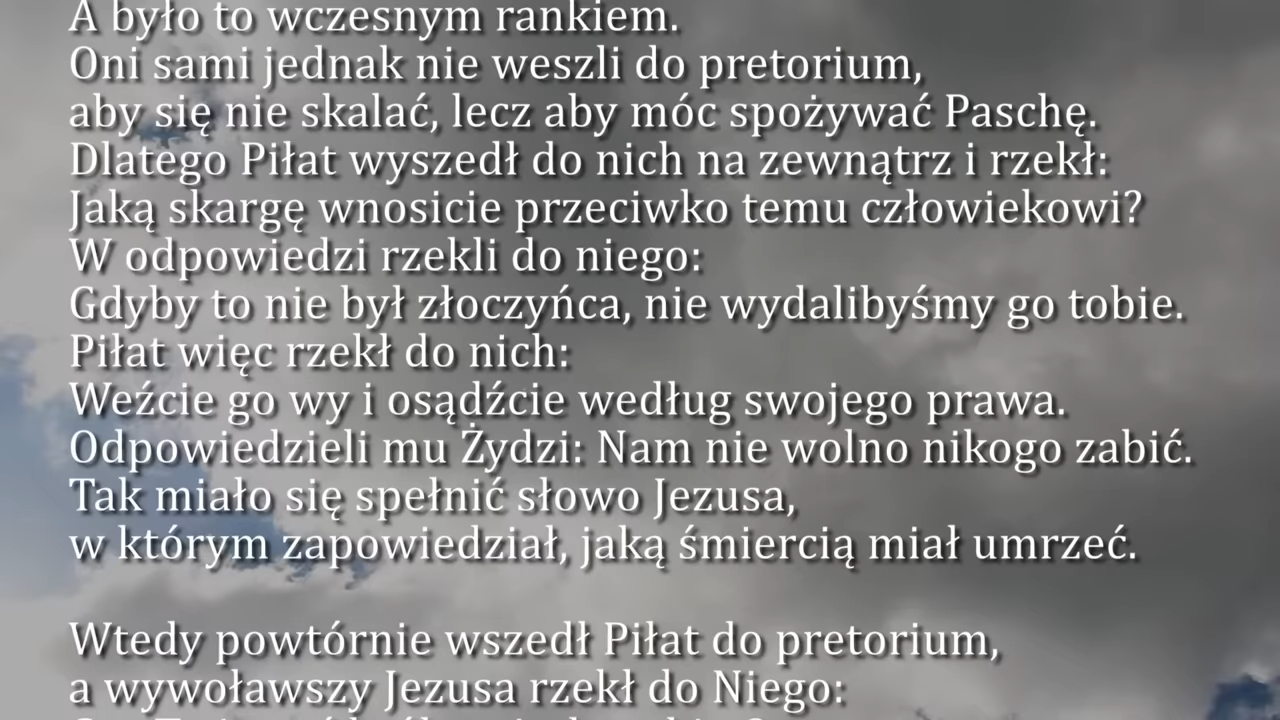 A było to wczesnym rankiem.
Oni sami jednak nie weszli do pretorium,
aby się nie skalać, lecz aby móc spożywać Paschę.
Dlatego Piłat wyszedł do nich na zewnątrz i rzekł:
Jaką skargę wnosicie przeciwko temu człowiekowi?
W odpowiedzi rzekli do niego:
Gdyby to nie był złoczyńca, nie wydalibyśmy go tobie.
Piłat więc rzekł do nich:
Weźcie go wy i osądźcie według swojego prawa.
Odpowiedzieli mu Żydzi: Nam nie wolno nikogo zabić.
Tak miało się spełnić słowo Jezusa,
w którym zapowiedział, jaką śmiercią miał umrzeć.
Wtedy powtórnie wszedł Piłat do pretorium,
a wywoławszy Jezusa rzekł do Niego: